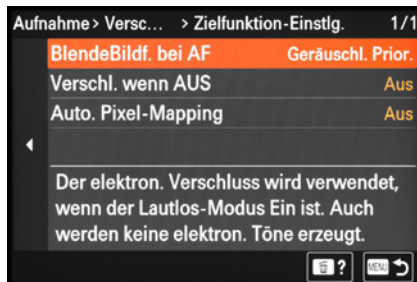 Aufnahme > Versc... > Zielfunktion-Einstlg. 1/1
BlendeBildf. bei AF Geräuschl. Prior.
Verschl. wenn AUS Aus
Auto. Pixel-Mapping Aus
Der elektron. Verschluss wird verwendet,
wenn der Lautlos-Modus Ein ist. Auch
werden keine elektron. Töne erzeugt.
? MENU